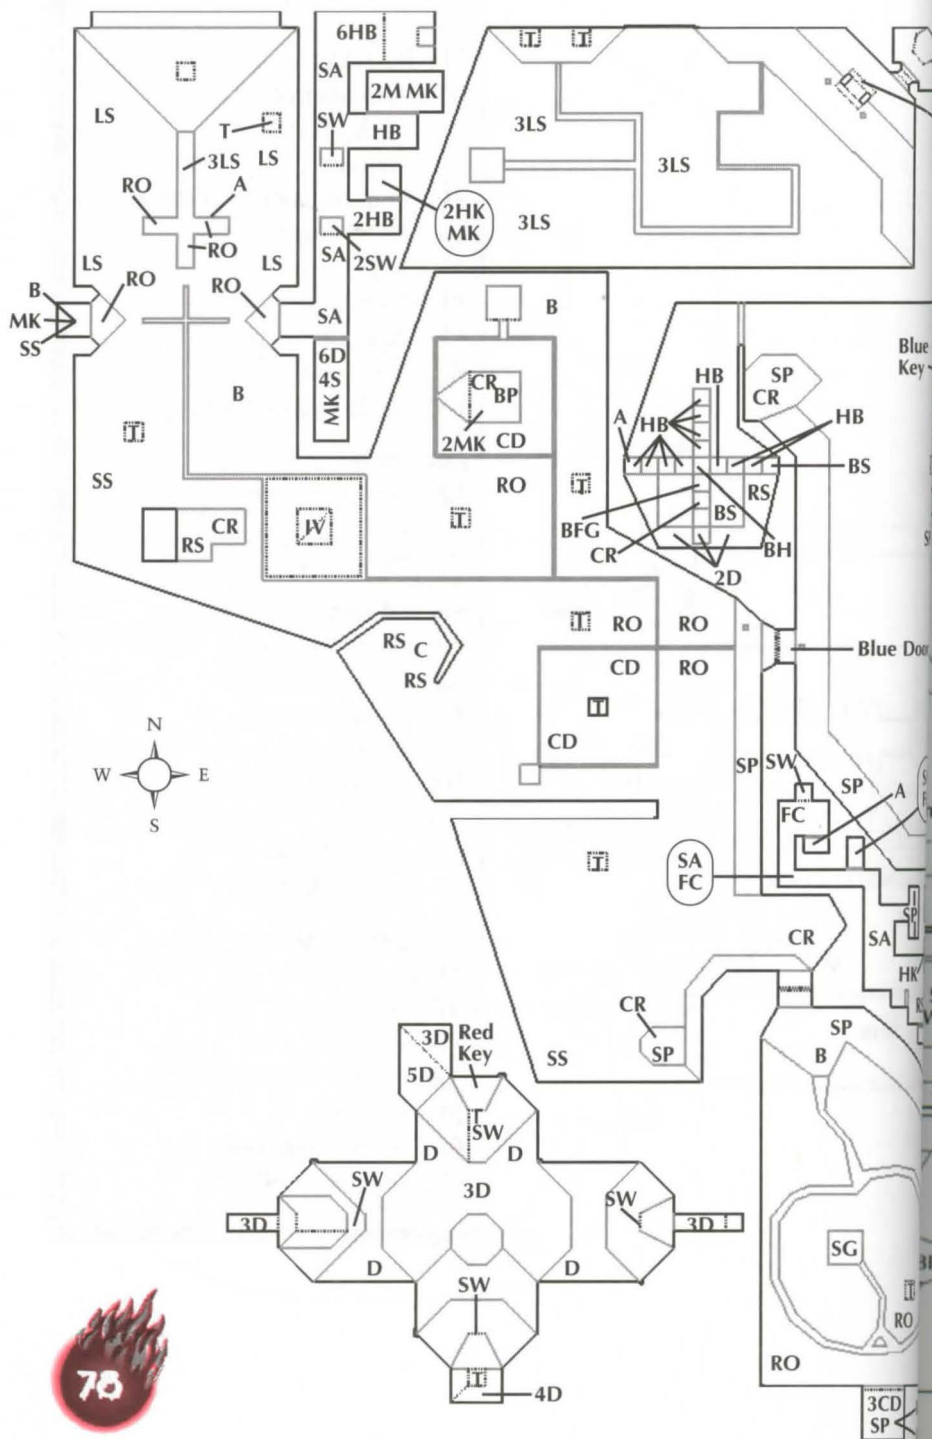 6HB
SA
2M MK
SW
HB
LS
T
3LS
LS
RO
A
RO
2HB
2HK
MK
SA
2SW
LS
LS
RO
RO
B
MK
SS
SA
6D
4S
MK
B
T
SS
CR
RS
W
T
T
3LS
3LS
3LS
B
CR
BP
2MK
CD
RO
T
T
Blue
Key
SP
CR
HB
HB
HB
A
BS
RS
BS
BFG
CR
BH
2D
T
RO
RO
RO
CD
T
CD
Blue Door
RS
C
RS
N
W
E
S
SP
SW
SP
A
FC
SA
FC
T
SP
SA
HK
CR
CR
SP
SS
SP
B
SG
T
RO
RO
3CD
SP
3D
5D
Red
Key
T
SW
D
D
3D
SW
SW
3D
3D
D
D
SW
T
4D
78